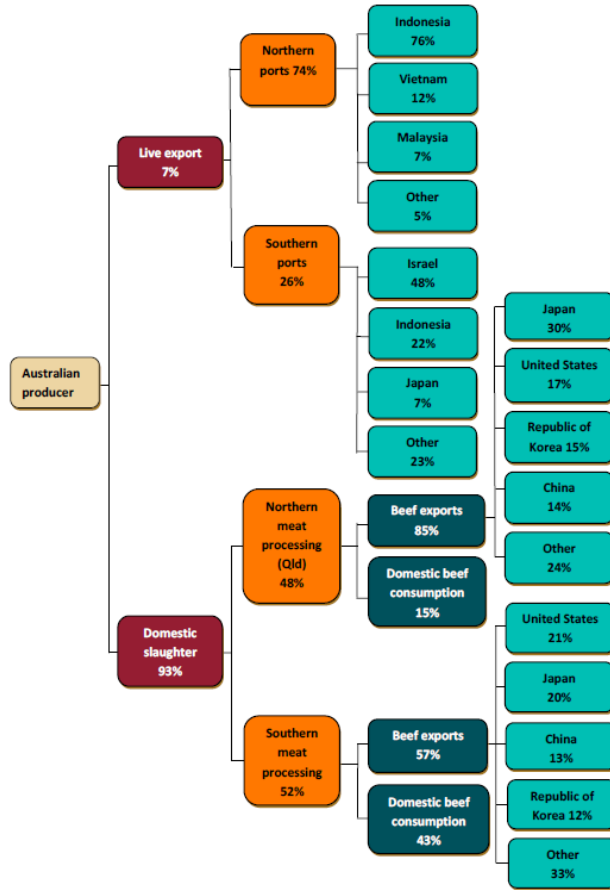 Australian
producer
Live export
7%
Northern
ports 74%
Indonesia
76%
Vietnam
12%
Malaysia
7%
Other
5%
Southern
ports
26%
Israel
48%
Indonesia
22%
Japan
7%
Other
23%
Domestic
slaughter
93%
Northern
meat
processing
(Qld)
48%
Beef exports
85%
Japan
30%
United States
17%
Republic of
Korea 15%
China
14%
Other
24%
Domestic beef
consumption
15%
Southern
meat
processing
52%
Beef exports
57%
United States
21%
Japan
20%
China
13%
Republic of
Korea 12%
Other
33%
Domestic beef
consumption
43%